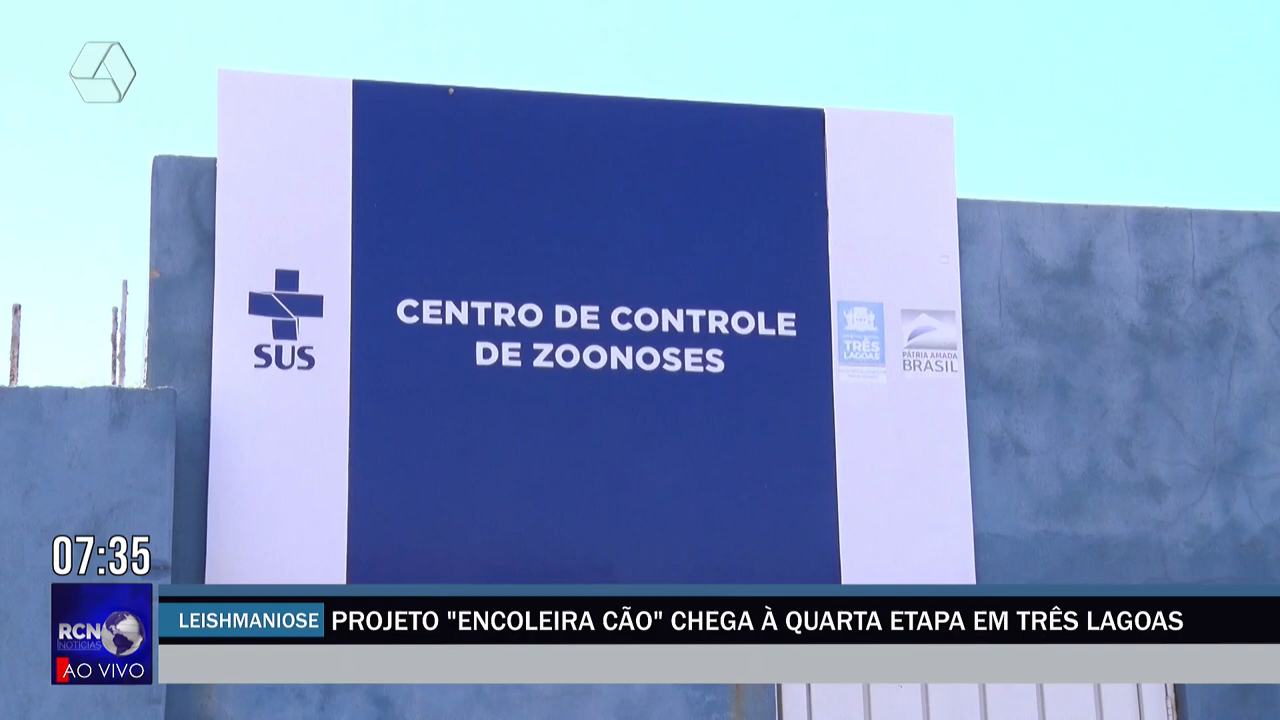 CENTRO DE CONTROLE
DE ZOONOSES
SUS
TRÊS
LAGOAS
PÁTRIA AMADA
BRASIL
07:35
RCN
NOTÍCIAS
AO VIVO
LEISHMANIOSE
PROJETO "ENCOLEIRA CÃO" CHEGA À QUARTA ETAPA EM TRÊS LAGOAS